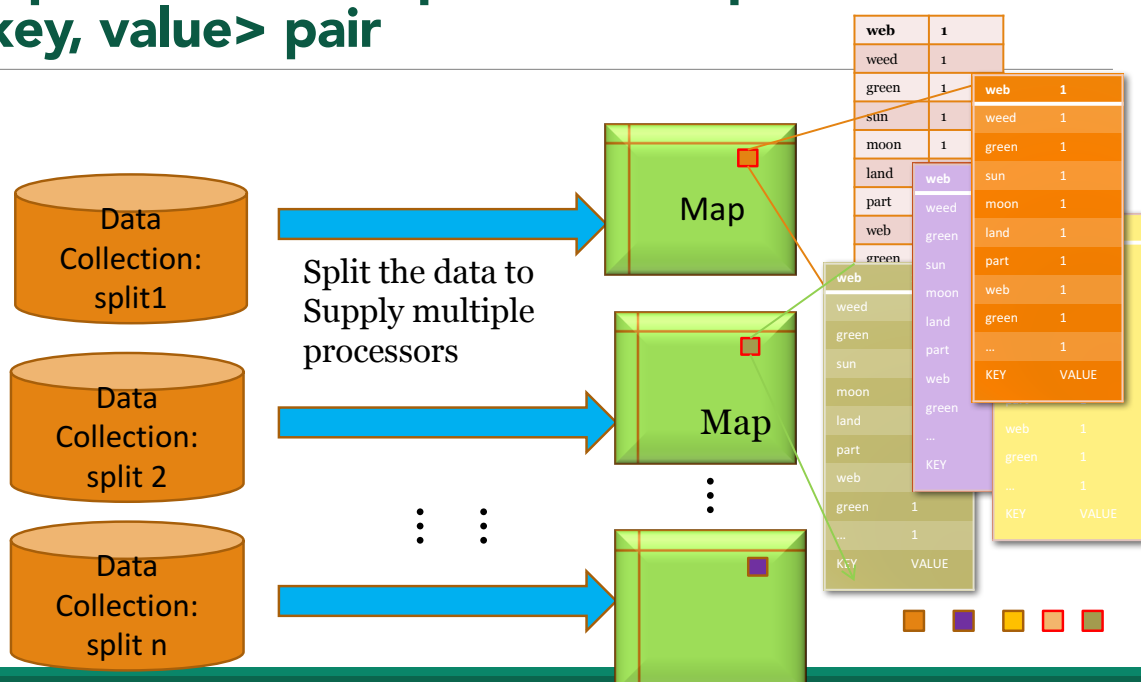 key, value> pair
Data
Collection:
split1
Split the data to
Supply multiple
processors
Data
Collection:
split 2
Data
Collection:
split n
Map
Map
web 1
weed 1
green 1
sun 1
moon 1
land
part
web
green
web 1
weed 1
green 1
sun 1
moon 1
land 1
part 1
web 1
green 1
... 1
KEY VALUE
web
weed
green
sun
moon
land
part
web
green
...
KEY
web
weed
green
sun
moon
land
part
web
green 1
... 1
KEY VALUE
web 1
green 1
... 1
KEY VALUE